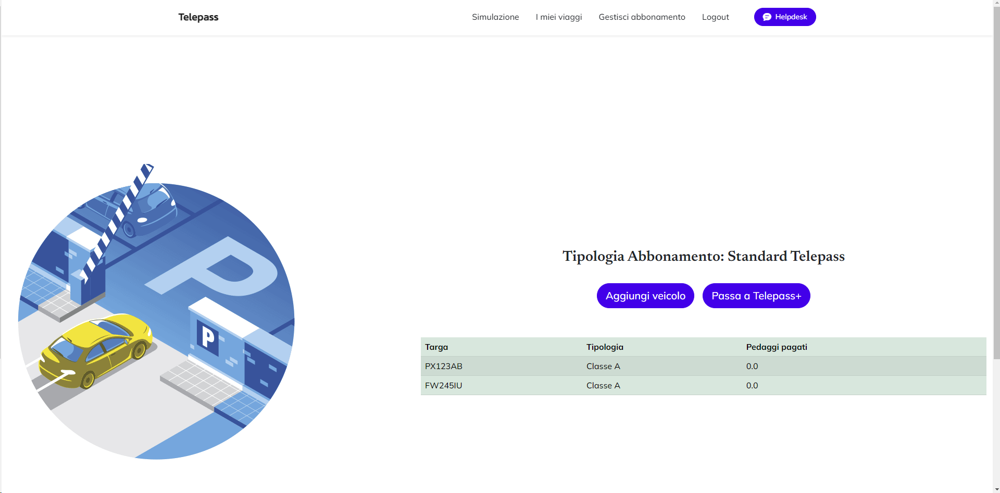 Telepass Simulazione I miei viaggi Gestisci abbonamento Logout Helpdesk
P
P
Tipologia Abbonamento: Standard Telepass
Aggiungi veicolo Passa a Telepass+
Targa Tipologia Pedaggi pagati
PX123AB Classe A 0.0
FW245IU Classe A 0.0